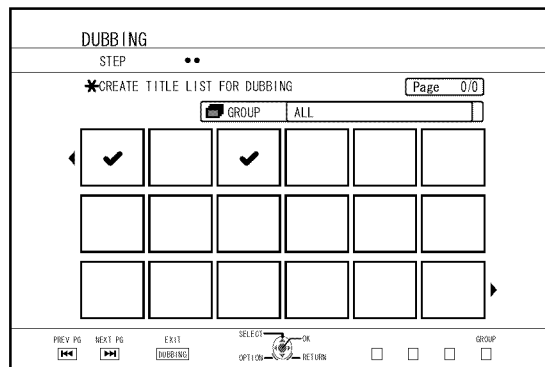 DUBBING
STEP
*CREATE TITLE LIST FOR DUBBING
Page 0/0
GROUP ALL
PREV PG NEXT PG EXIT SELECT OK GROUP
DUBBING OPTION RETURN